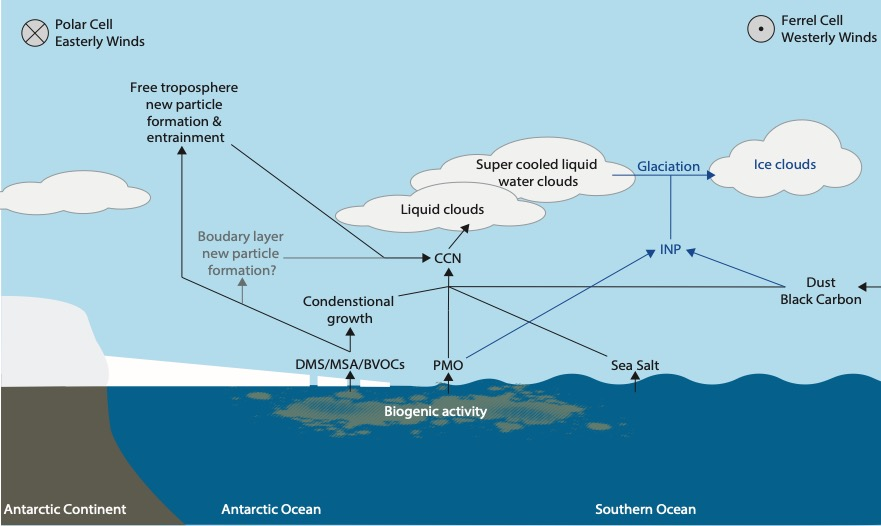 Polar Cell
Easterly Winds
Ferrel Cell
Westerly Winds
Free troposphere
new particle
formation &
entrainment
Super cooled liquid
water clouds
Glaciation
Ice clouds
Liquid clouds
Boudary layer
new particle
formation?
CCN
INP
Dust
Black Carbon
Condenstional
growth
DMS/MSA/BVOCs
PMO
Sea Salt
Biogenic activity
Antarctic Continent
Antarctic Ocean
Southern Ocean